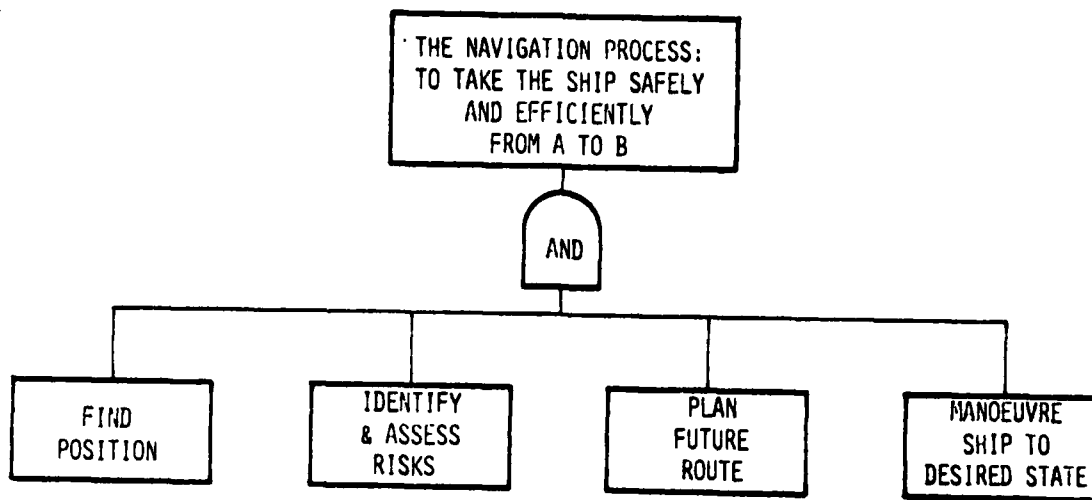 THE NAVIGATION PROCESS:
TO TAKE THE SHIP SAFELY
AND EFFICIENTLY
FROM A TO B
AND
FIND
POSITION
IDENTIFY
& ASSESS
RISKS
PLAN
FUTURE
ROUTE
MANOEUVRE
SHIP TO
DESIRED STATE